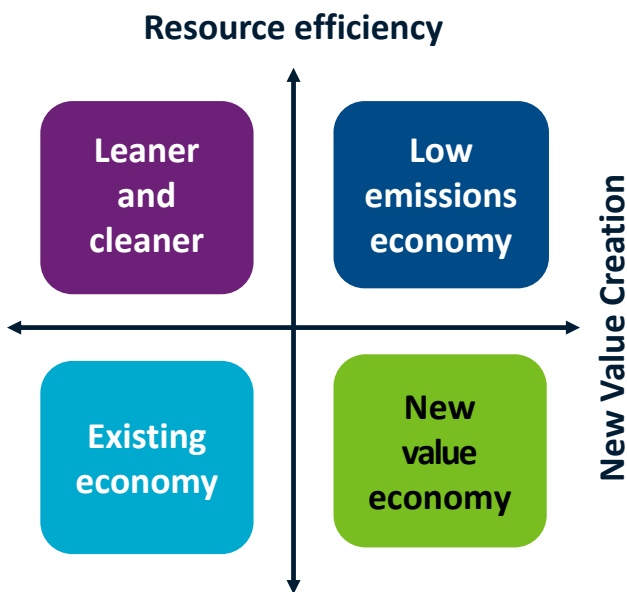 Resource efficiency
Leaner
and
cleaner
Low
emissions
economy
New Value Creation
Existing
economy
New
value
economy